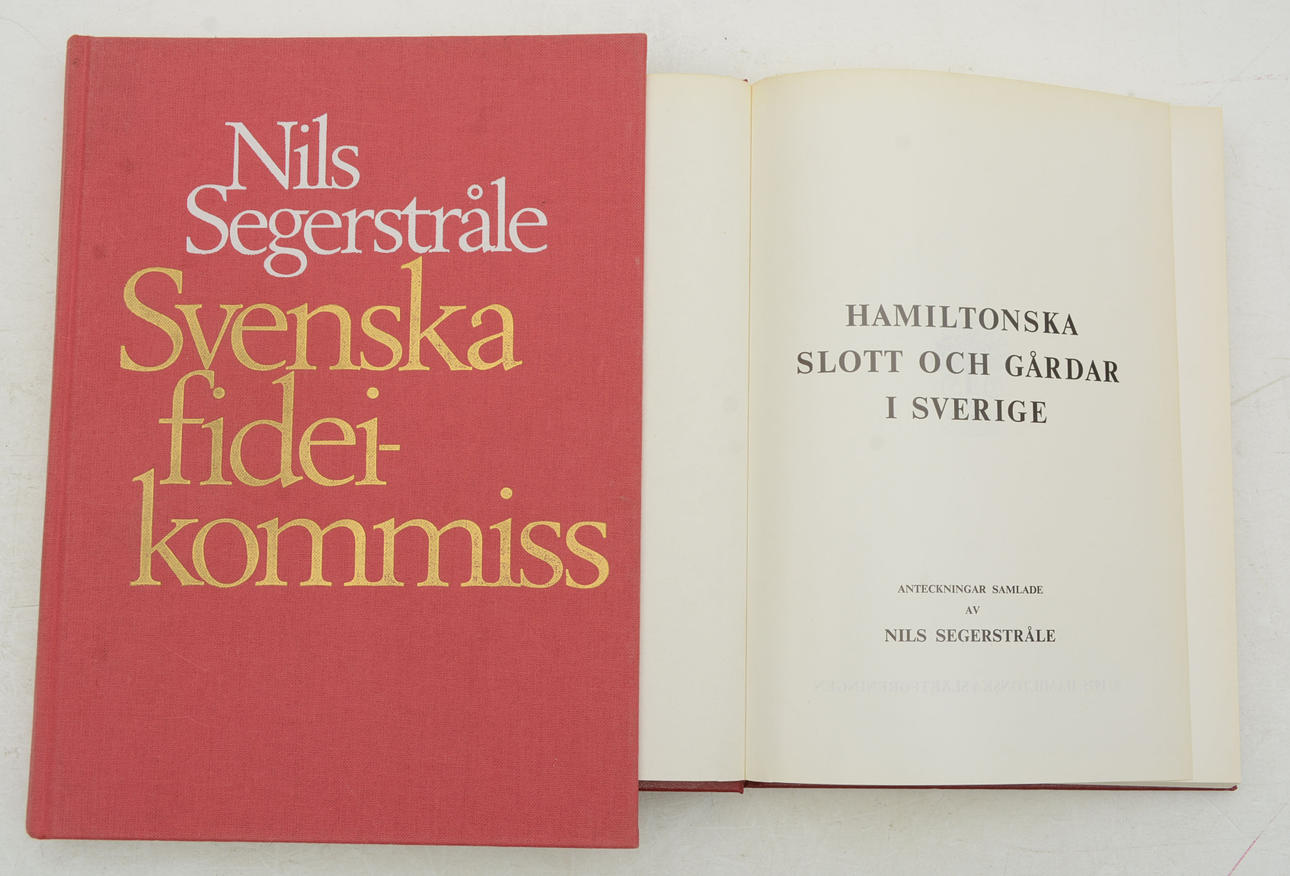 Nils
Segerstråle
Svenska
fidei-
kommiss
HAMILTONSKA
SLOTT OCH GÅRDAR
I SVERIGE
ANTECKNINGAR SAMLADE
AV
NILS SEGERSTRÅLE